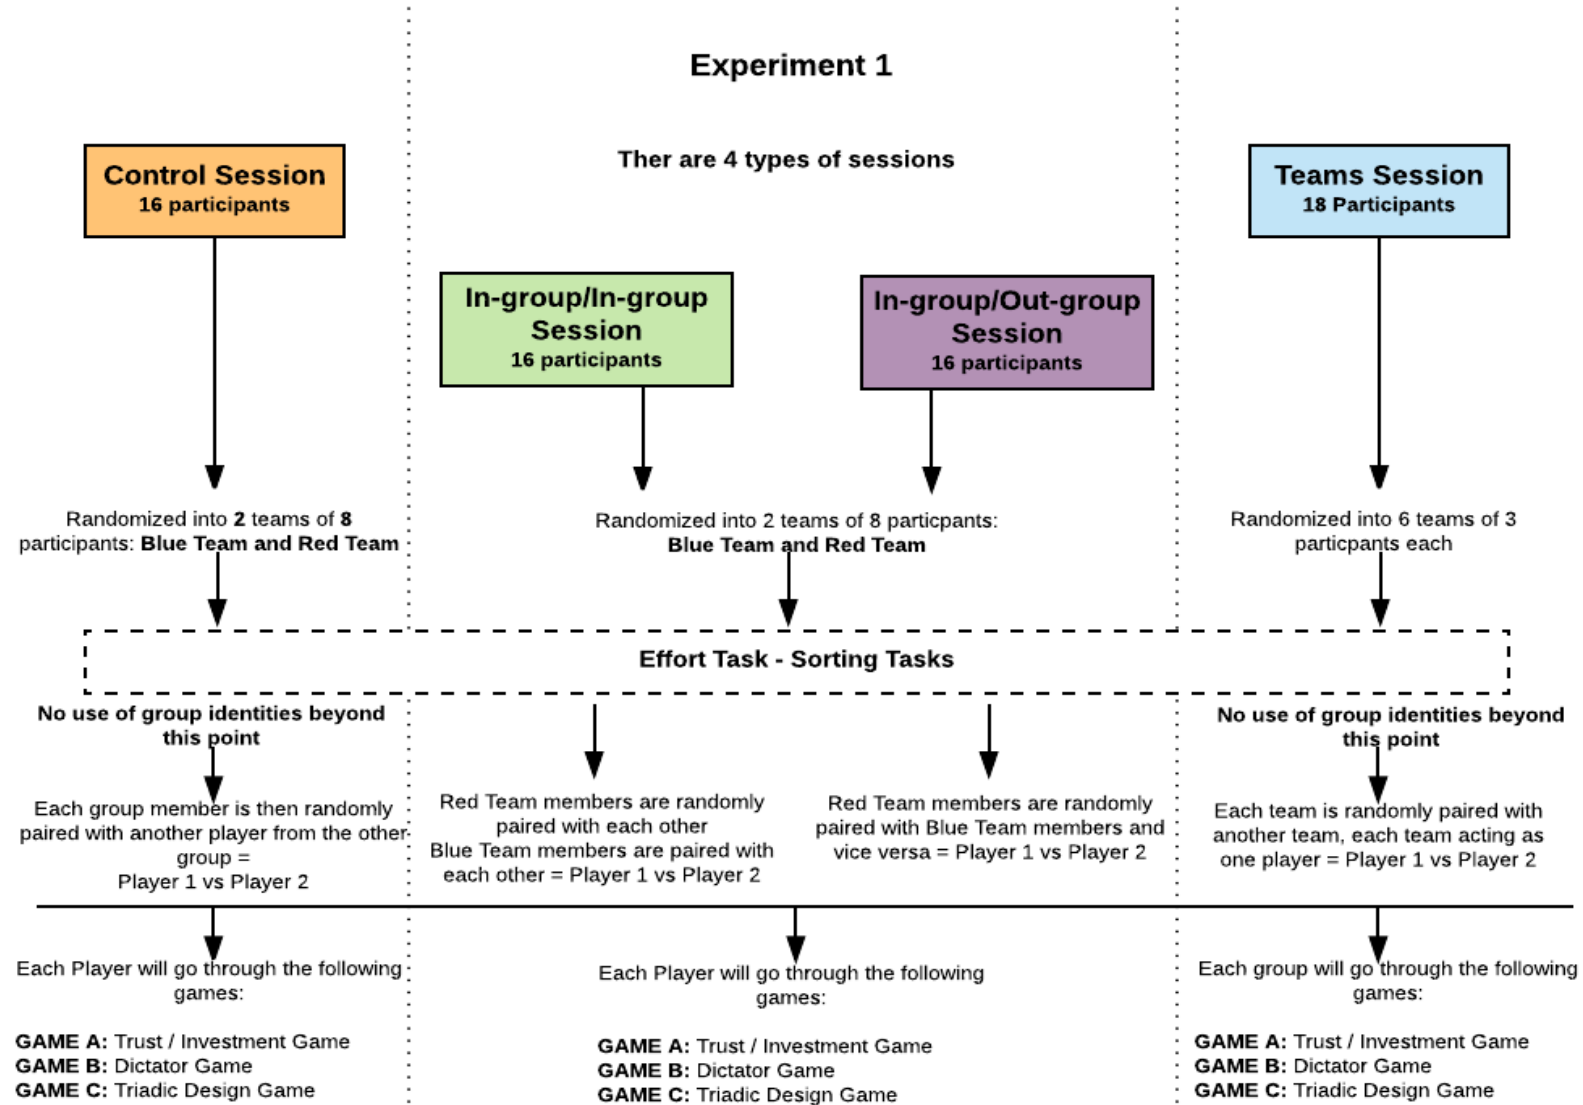 Experiment 1
Ther are 4 types of sessions
Control Session
16 participants
In-group/In-group
Session
16 participants
In-group/Out-group
Session
16 participants
Teams Session
18 Participants
Randomized into 2 teams of 8
participants: Blue Team and Red Team
Randomized into 2 teams of 8 particpants:
Blue Team and Red Team
Randomized into 6 teams of 3
particpants each
Effort Task - Sorting Tasks
No use of group identities beyond
this point
Each group member is then randomly
paired with another player from the other
group =
Player 1 vs Player 2
Red Team members are randomly
paired with each other
Blue Team members are paired with
each other = Player 1 vs Player 2
Red Team members are randomly
paired with Blue Team members and
vice versa = Player 1 vs Player 2
No use of group identities beyond
this point
Each team is randomly paired with
another team, each team acting as
one player = Player 1 vs Player 2
Each Player will go through the following
games:
GAME A: Trust / Investment Game
GAME B: Dictator Game
GAME C: Triadic Design Game
Each Player will go through the following
games:
GAME A: Trust / Investment Game
GAME B: Dictator Game
GAME C: Triadic Design Game
Each group will go through the following
games:
GAME A: Trust / Investment Game
GAME B: Dictator Game
GAME C: Triadic Design Game